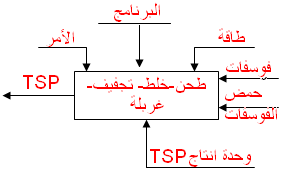 البرنامج
الأمر
طاقة
فوسفات
حمض
الفوسفات
طحن-خلط- تجفيف-
غربلة
TSP
وحدة انتاج TSP